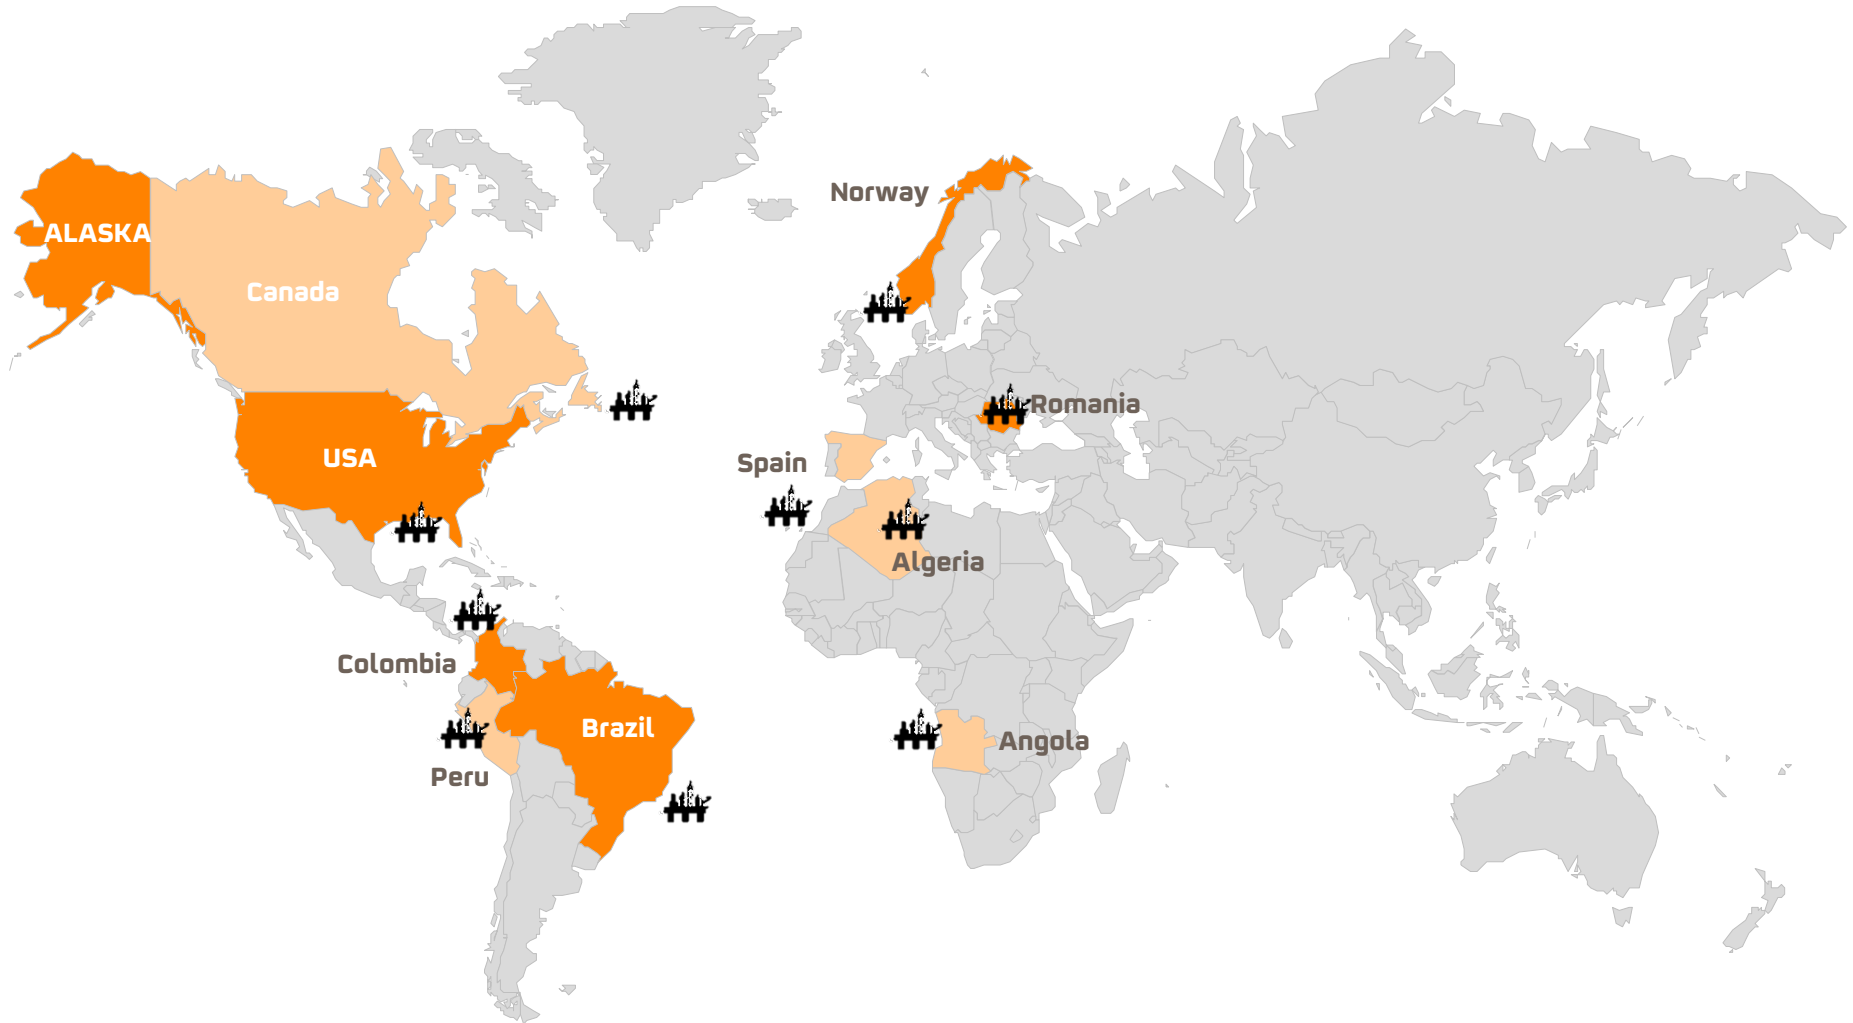 Norway
ALASKA
Canada
Romania
USA
Spain
Algeria
Colombia
Brazil
Angola
Peru